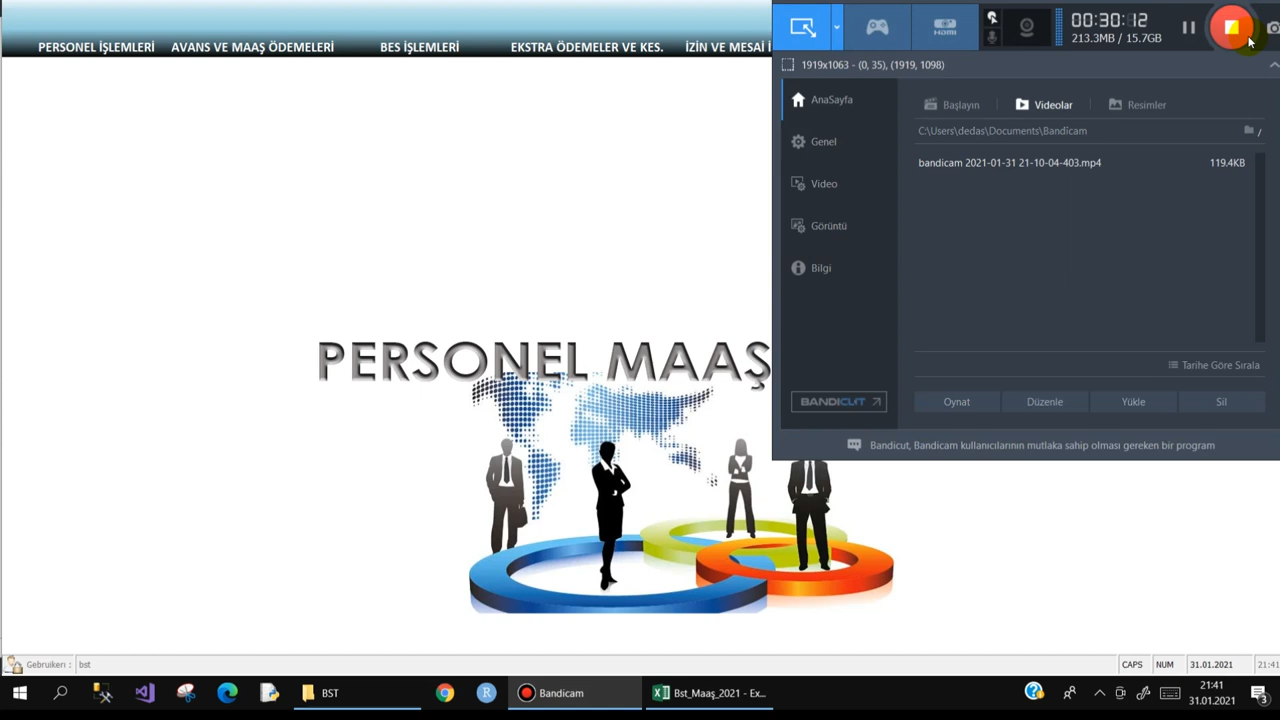 PERSONEL İŞLEMLERİ AVANS VE MAAŞ ÖDEMELERİ BES İŞLEMLERİ EKSTRA ÖDEMELER VE KES. İZİN VE MESAİ İ
00:30:12
213.3MB / 15.7GB
HDMI
1919x1063 - (0, 35), (1919, 1098)
AnaSayfa
Genel
Video
Görüntü
Bilgi
BANDICUT
Başlayın
Videolar
Resimler
C:\Users\dedas\Documents\Bandicam
/
bandicam 2021-01-31 21-10-04-403.mp4 119.4KB
Tarihe Göre Sırala
Oynat Düzenle Yükle Sil
Bandicut, Bandicam kullanıcılarının mutlaka sahip olması gereken bir program
PERSONEL MAAŞ
Gebruikerı : bst CAPS NUM 31.01.2021 21:41
BST Bandicam Bst_Maaş_2021 - Ex... 21:41
31.01.2021
3